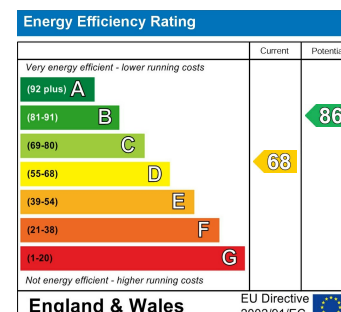 Energy Efficiency Rating
Current
Very energy efficient - lower running costs
(92 plus) A
(81-91) B
86
(69-80) C
68
(55-68) D
(39-54) E
(21-38) F
(1-20) G
Not energy efficient - higher running costs
England & Wales
EU Directive